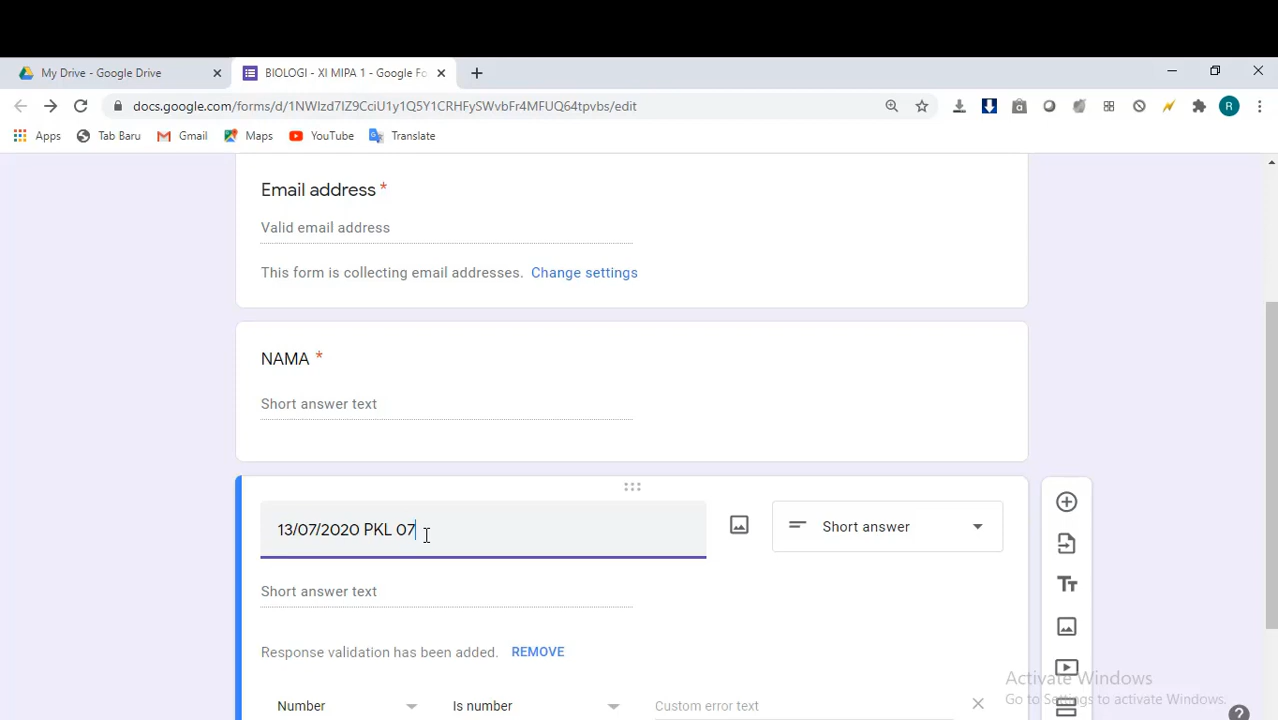 My Drive - Google Drive
BIOLOGI - XI MIPA 1 - Google Fo
docs.google.com/forms/d/1NWIzd7IZ9CciU1y1Q5Y1CRHFySWvbFr4MFUQ64tpvbs/edit
R
Apps
Tab Baru
Gmail
Maps
YouTube
Translate
Email address *
Valid email address
This form is collecting email addresses. Change settings
NAMA *
Short answer text
13/07/2020 PKL 07
Short answer
Short answer text
Response validation has been added. REMOVE
Number
Is number
Custom error text
Activate Windows
Go to Settings to activate Windows.